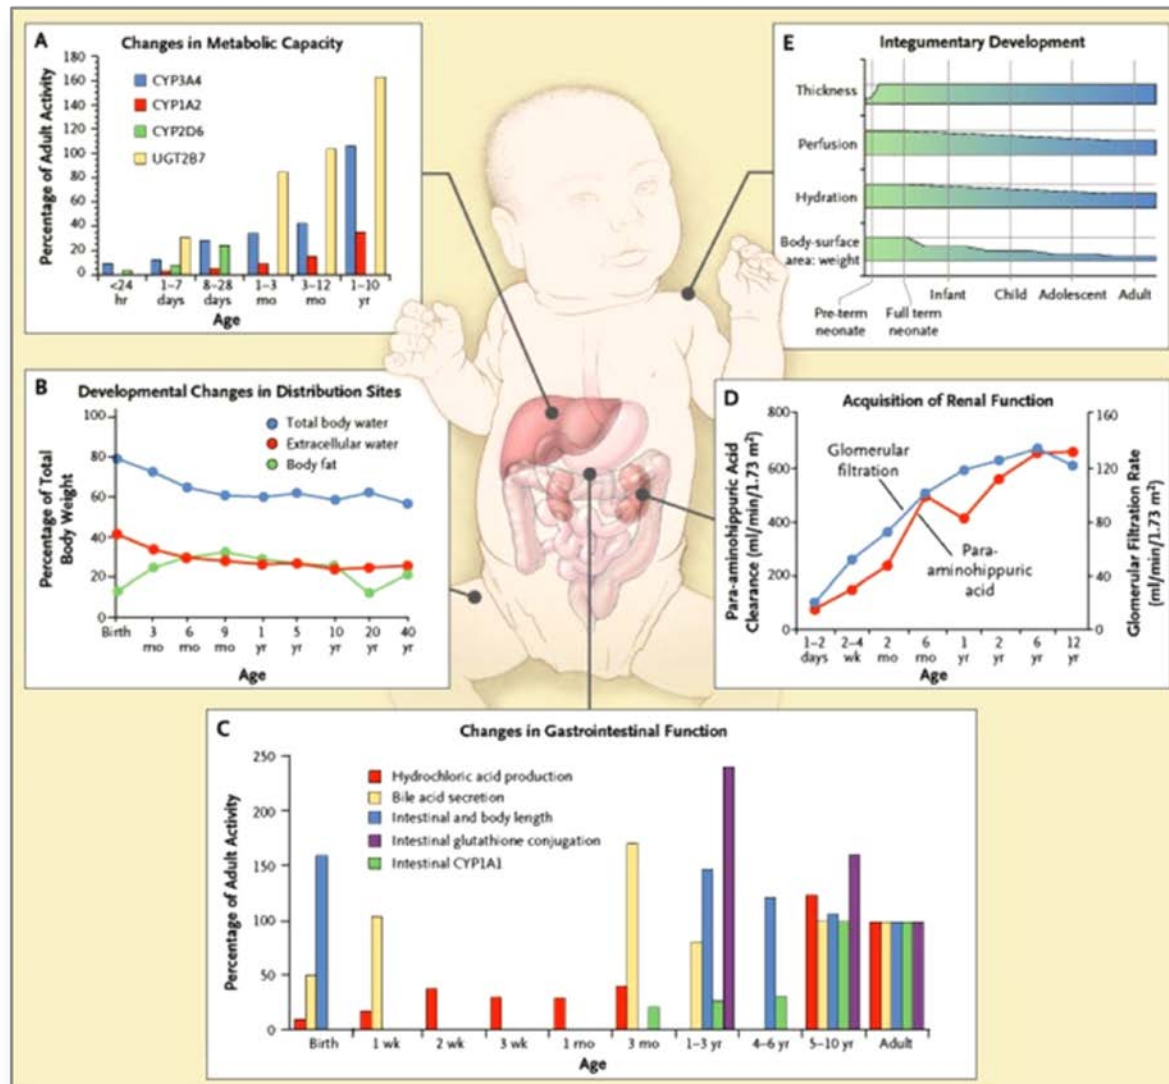 A
Changes in Metabolic Capacity
Percentage of Adult Activity
180
160
140
120
100
80
60
40
20
0
CYP3A4
CYP1A2
CYP2D6
UGT2B7
<24 hr
1–7 days
8–28 days
1–3 mo
3–12 mo
1–10 yr
Age
E
Integumentary Development
Thickness
Perfusion
Hydration
Body-surface
area: weight
Infant
Child
Adolescent
Adult
Pre-term
neonate
Full term
neonate
B
Developmental Changes in Distribution Sites
Percentage of Total
Body Weight
100
80
60
40
20
0
Total body water
Extracellular water
Body fat
Birth
3 mo
6 mo
9 mo
1 yr
5 yr
10 yr
20 yr
40 yr
Age
D
Acquisition of Renal Function
Para-aminohippuric Acid
Clearance (ml/min/1.73 m²)
800
600
400
200
0
Glomerular
filtration
Para-
aminohippuric
acid
160
120
80
40
0
Glomerular Filtration Rate
(ml/min/1.73 m²)
1–2 days
2–4 wk
2 mo
6 mo
1 yr
2 yr
6 yr
12 yr
Age
C
Changes in Gastrointestinal Function
Percentage of Adult Activity
250
200
150
100
50
0
Hydrochloric acid production
Bile acid secretion
Intestinal and body length
Intestinal glutathione conjugation
Intestinal CYP1A1
Birth
1 wk
2 wk
3 wk
1 mo
3 mo
1–3 yr
4–6 yr
5–10 yr
Adult
Age